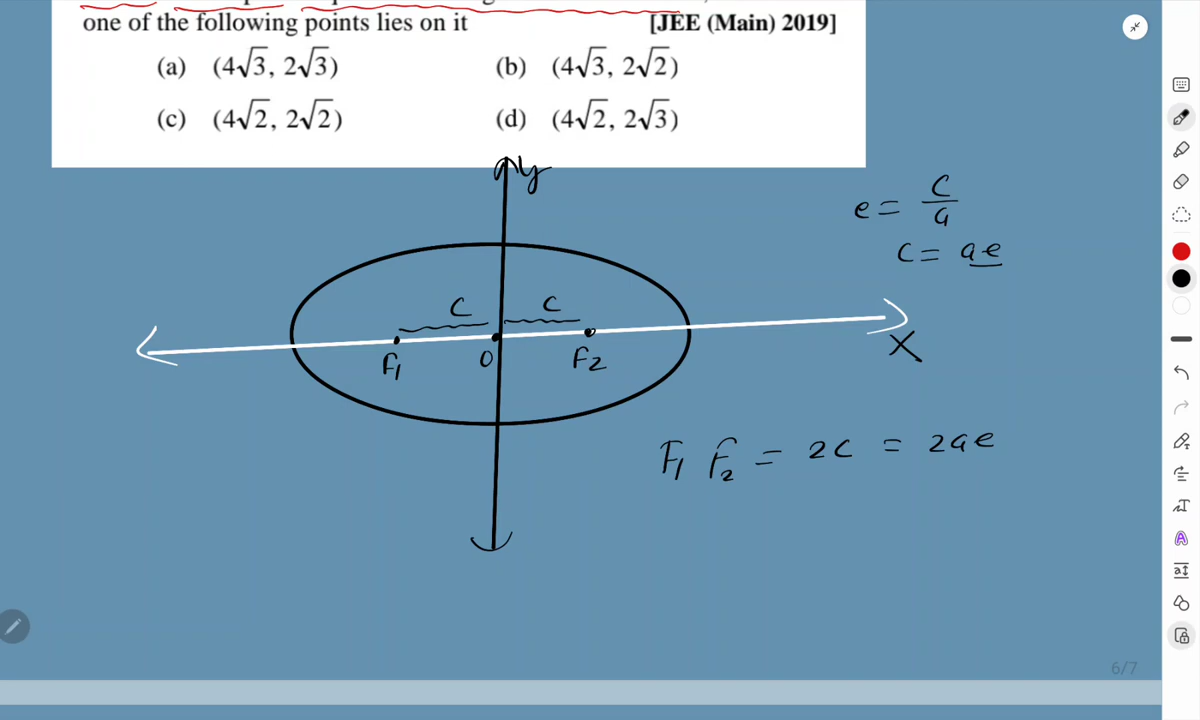 one of the following points lies on it [JEE (Main) 2019]
(a) (4√3, 2√3) (b) (4√3, 2√2)
(c) (4√2, 2√2) (d) (4√2, 2√3)
y
e = c/a
c = ae
c c
F1 O F2 X
F1 F2 = 2c = 2ae
6/7